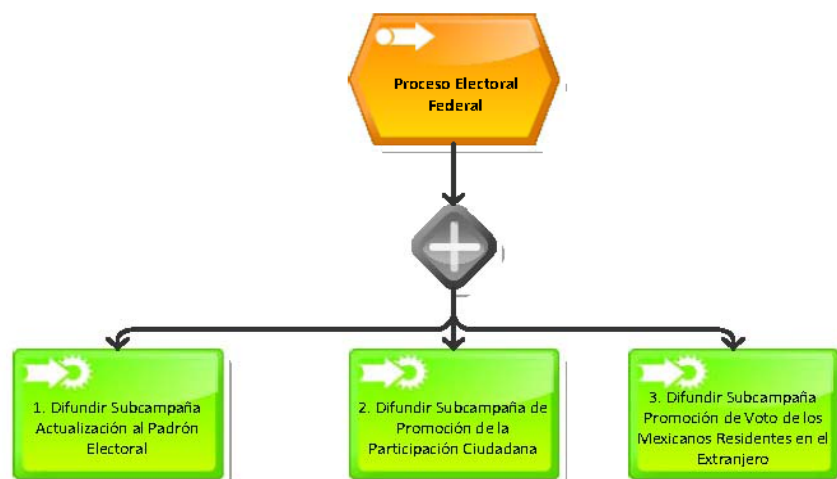 Proceso Electoral
Federal
1. Difundir Subcampaña
Actualización al Padrón
Electoral
2. Difundir Subcampaña de
Promoción de la
Participación Ciudadana
3. Difundir Subcampaña
Promoción de Voto de los
Mexicanos Residentes en el
Extranjero